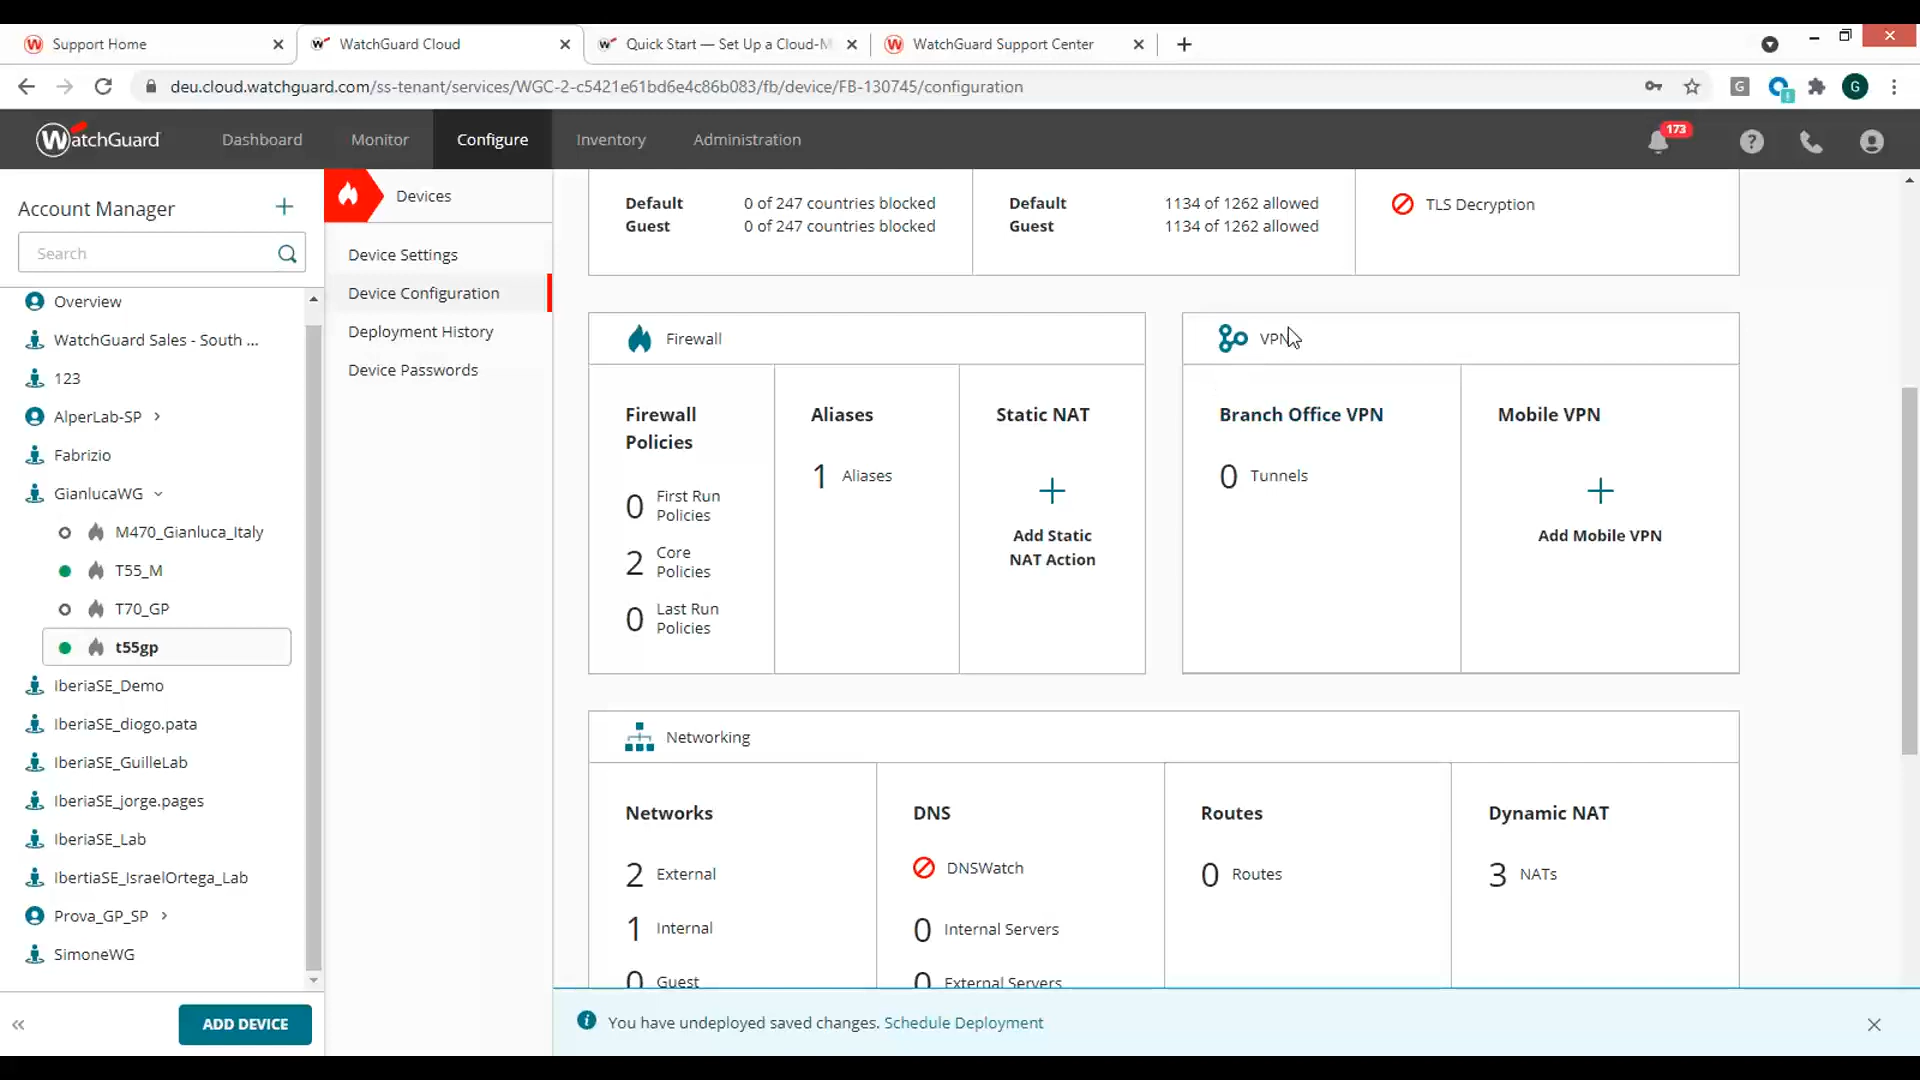 Support Home
WatchGuard Cloud
Quick Start — Set Up a Cloud-M
WatchGuard Support Center
deu.cloud.watchguard.com/ss-tenant/services/WGC-2-c5421e61bd6e4c86b083/fb/device/FB-130745/configuration
G
G
WatchGuard
Dashboard
Monitor
Configure
Inventory
Administration
173
Account Manager
Search
Overview
WatchGuard Sales - South ...
123
AlperLab-SP
Fabrizio
GianlucaWG
M470_Gianluca_Italy
T55_M
T70_GP
t55gp
IberiaSE_Demo
IberiaSE_diogo.pata
IberiaSE_GuilleLab
IberiaSE_jorge.pages
IberiaSE_Lab
IbertiaSE_IsraelOrtega_Lab
Prova_GP_SP
SimoneWG
ADD DEVICE
Devices
Device Settings
Device Configuration
Deployment History
Device Passwords
Default 0 of 247 countries blocked
Guest 0 of 247 countries blocked
Default 1134 of 1262 allowed
Guest 1134 of 1262 allowed
TLS Decryption
Firewall
Firewall
Policies
0 First Run
Policies
2 Core
Policies
0 Last Run
Policies
Aliases
1 Aliases
Static NAT
Add Static
NAT Action
VPN
Branch Office VPN
0 Tunnels
Mobile VPN
Add Mobile VPN
Networking
Networks
2 External
1 Internal
0 Guest
DNS
DNSWatch
0 Internal Servers
0 External Servers
Routes
0 Routes
Dynamic NAT
3 NATs
You have undeployed saved changes. Schedule Deployment